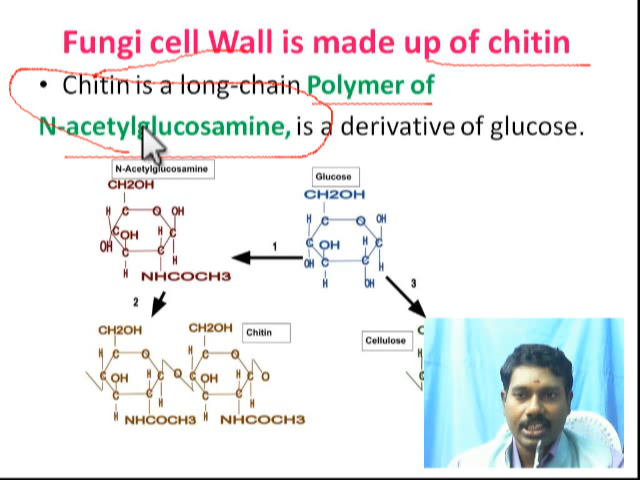 Fungi cell Wall is made up of chitin
• Chitin is a long-chain Polymer of
N-acetylglucosamine, is a derivative of glucose.
N-Acetylglucosamine
Glucose
CH2OH
CH2OH
H C O OH
H C O OH
C OH H C
C OH H C
OH C C
OH C C
H H
H OH H
NHCOCH3
1
2
3
CH2OH
CH2OH
Chitin
Cellulose
H C O
H C O
C OH H C O C OH H C O
C C
C C
H H
H H
NHCOCH3
NHCOCH3